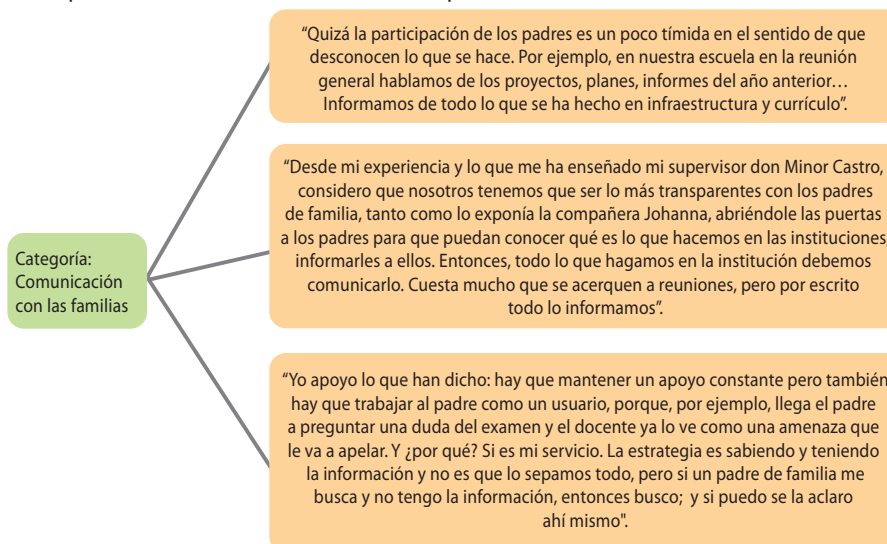 “Quizá la participación de los padres es un poco tímida en el sentido de que
desconocen lo que se hace. Por ejemplo, en nuestra escuela en la reunión
general hablamos de los proyectos, planes, informes del año anterior…
Informamos de todo lo que se ha hecho en infraestructura y currículo”.
“Desde mi experiencia y lo que me ha enseñado mi supervisor don Minor Castro,
considero que nosotros tenemos que ser lo más transparentes con los padres
de familia, tanto como lo exponía la compañera Johanna, abriéndole las puertas
a los padres para que puedan conocer qué es lo que hacemos en las instituciones,
informarles a ellos. Entonces, todo lo que hagamos en la institución debemos
comunicarlo. Cuesta mucho que se acerquen a reuniones, pero por escrito
todo lo informamos”.
Categoría:
Comunicación
con las familias
“Yo apoyo lo que han dicho: hay que mantener un apoyo constante pero también
hay que trabajar al padre como un usuario, porque, por ejemplo, llega el padre
a preguntar una duda del examen y el docente ya lo ve como una amenaza que
le va a apelar. Y ¿por qué? Si es mi servicio. La estrategia es sabiendo y teniendo
la información y no es que lo sepamos todo, pero si un padre de familia me
busca y no tengo la información, entonces busco; y si puedo se la aclaro
ahí mismo".